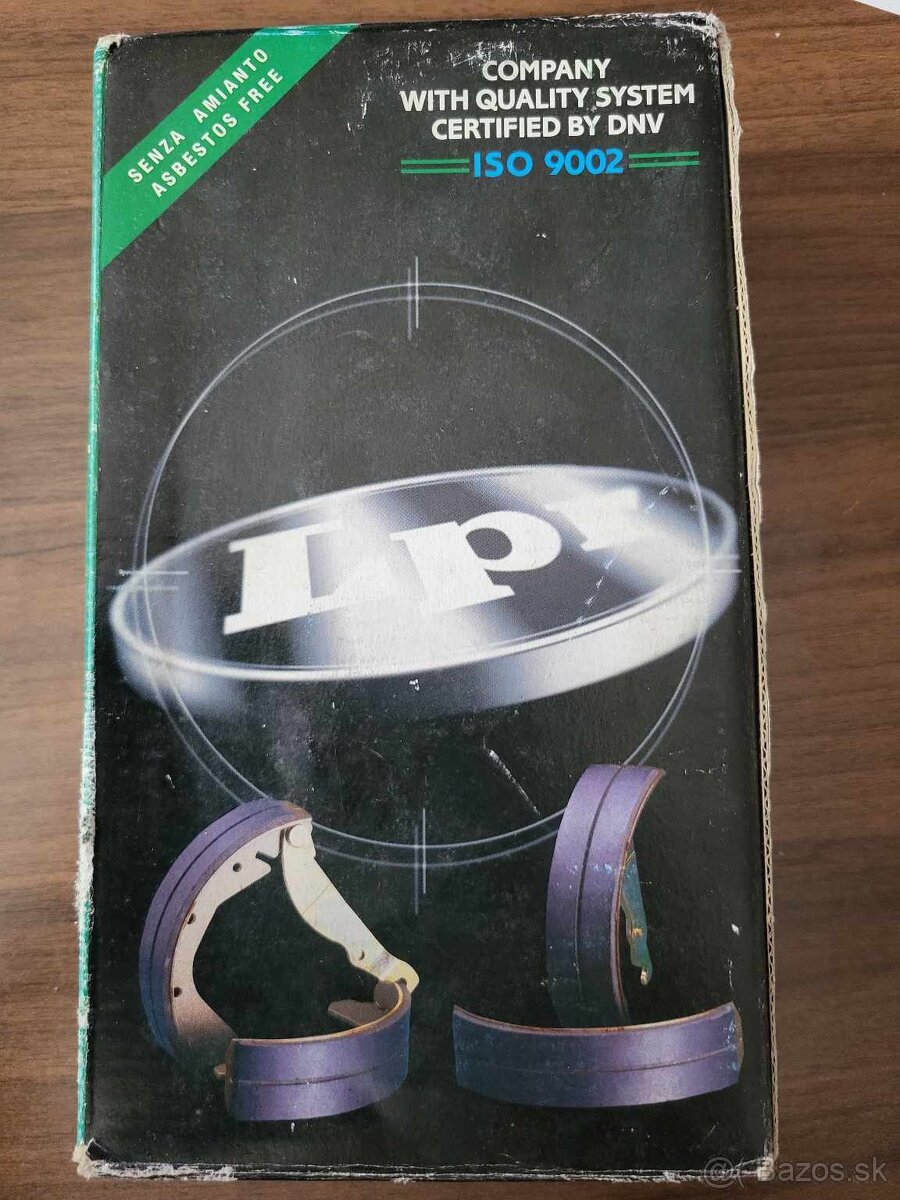 SENZA AMIANTO
ASBESTOS FREE
COMPANY
WITH QUALITY SYSTEM
CERTIFIED BY DNV
ISO 9002
Lpr
Bazos.sk